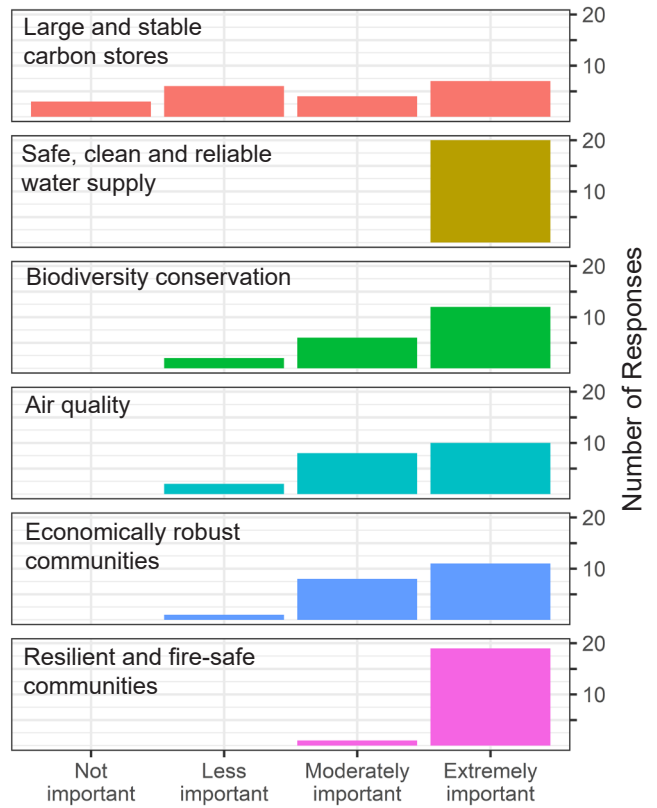 Large and stable
carbon stores
20
10
Safe, clean and reliable
water supply
20
10
Biodiversity conservation
20
10
Air quality
20
10
Economically robust
communities
20
10
Resilient and fire-safe
communities
20
10
Number of Responses
Not
important
Less
important
Moderately
important
Extremely
important